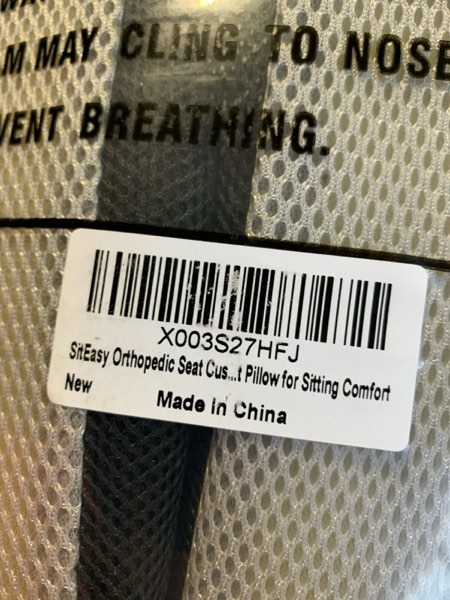 M MAY CLING TO NOSE
VENT BREATHING.
X003S27HFJ
SitEasy Orthopedic Seat Cus...t Pillow for Sitting Comfort
New
Made in China